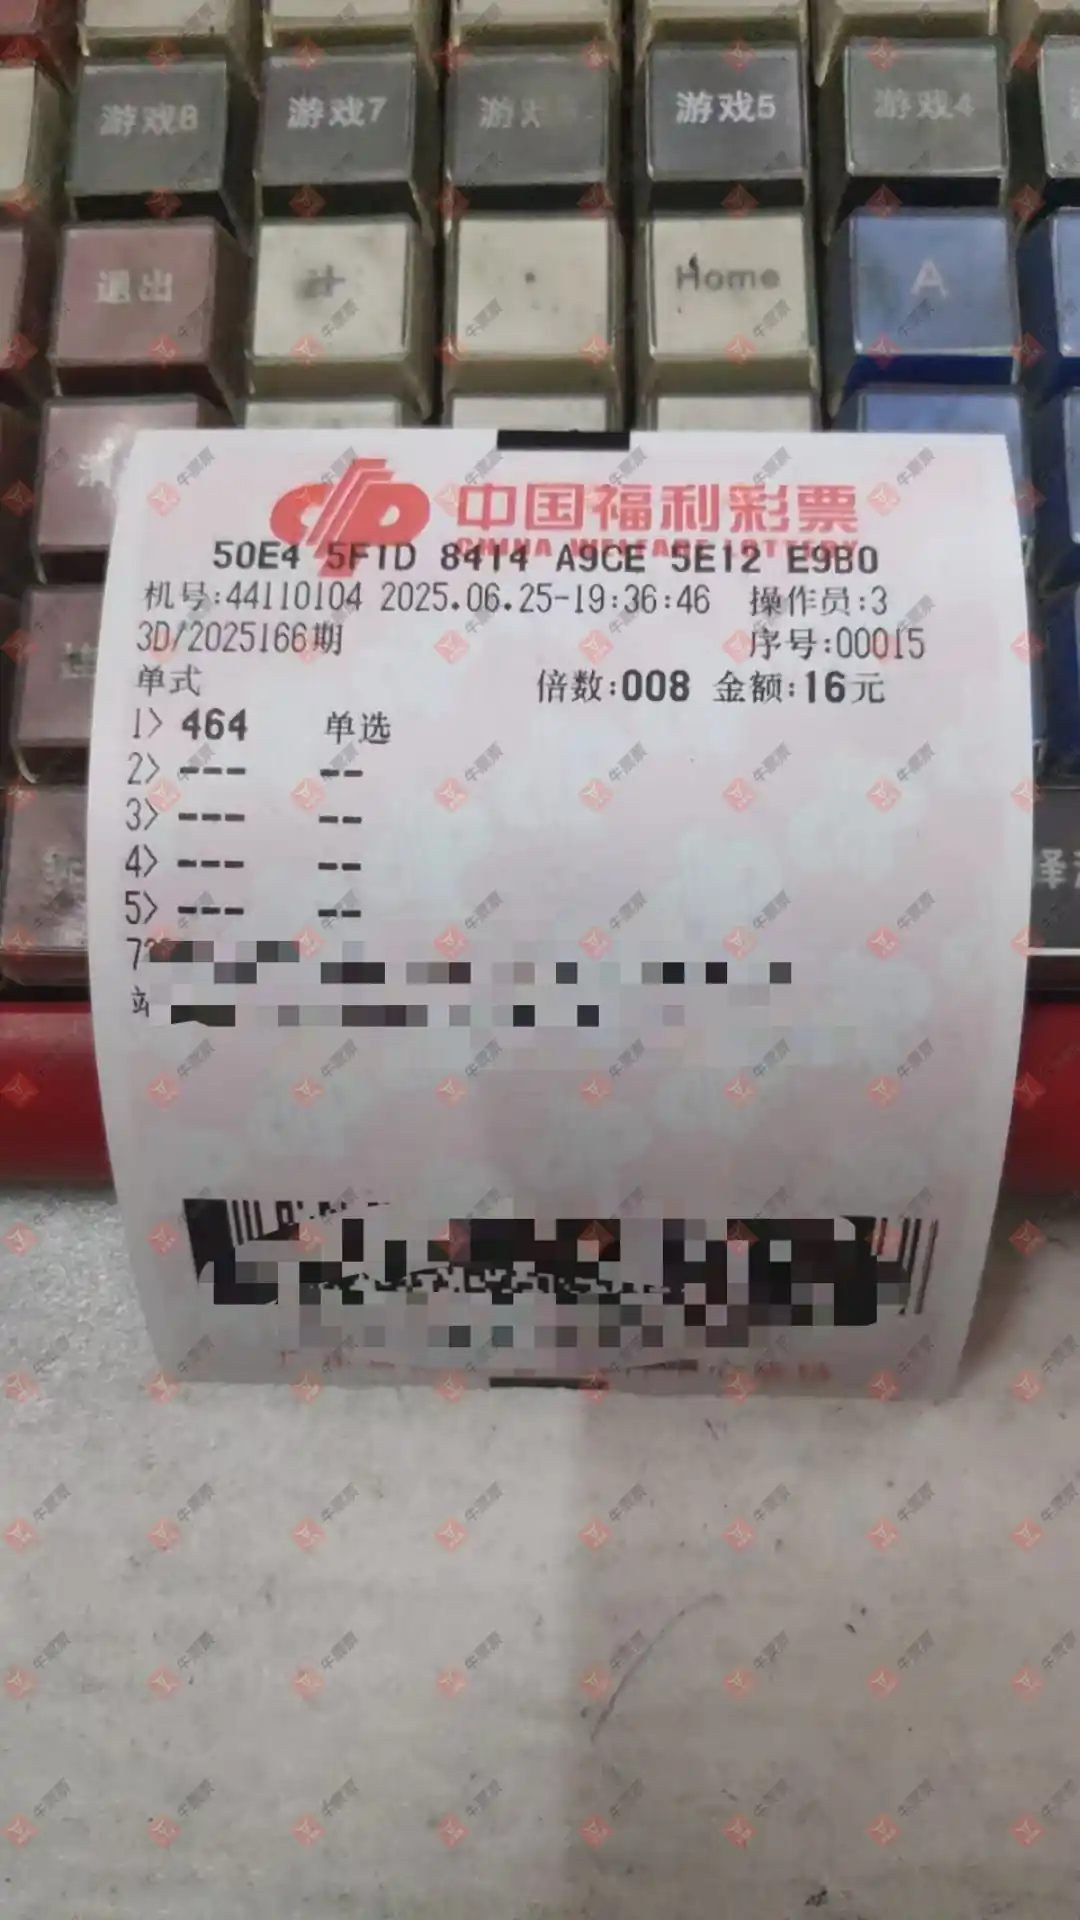 游戏8 游戏7 游戏5 游戏4
退出 Home A
中国福利彩票
CHINA WELFARE LOTTERY
50E4 5F1D 8414 A9CE 5E12 E9B0
机号:44110104 2025.06.25-19:36:46 操作员:3
3D/2025166期 序号:00015
单式 倍数:008 金额:16元
1> 464 单选
2> --- --
3> --- --
4> --- --
5> --- --
牛票票